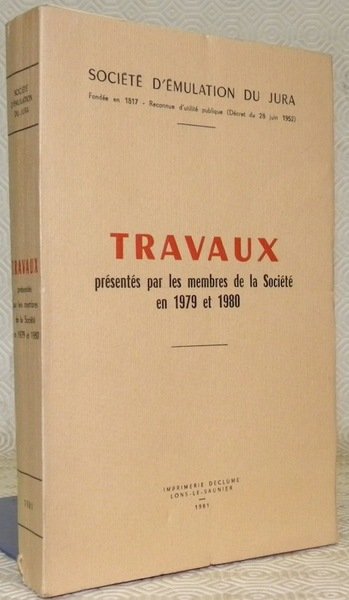 SOCIÉTÉ D'ÉMULATION DU JURA
Fondée en 1817 - Reconnue d'utilité publique (Décret du 28 juin 1952)
TRAVAUX
présentés par les membres de la Société
en 1979 et 1980
IMPRIMERIE DECLUME
LONS-LE-SAUNIER
1981
SOCIÉTÉ
D'ÉMULATION
DU JURA
TRAVAUX
présentés
par les membres
de la Société
en 1979 et 1980
1981